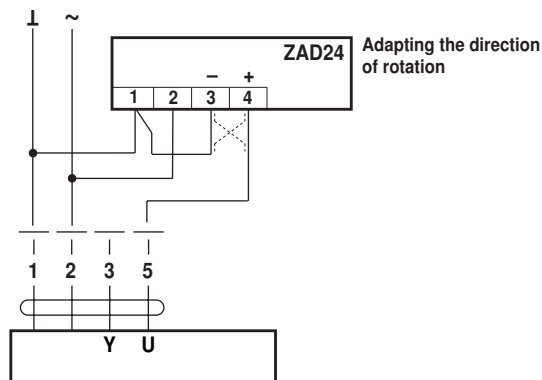 ⊥ ~
ZAD24
Adapting the direction
of rotation
– +
1 2 3 4
1 2 3 5
Y U